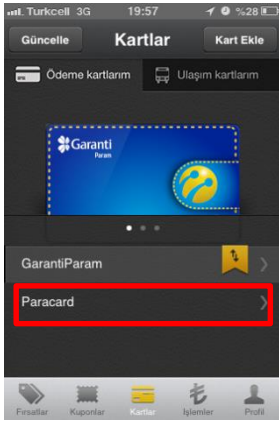 Turkcell 3G 19:57 %28
Güncelle Kartlar Kart Ekle
Ödeme kartlarım Ulaşım kartlarım
Garanti
Param
GarantiParam
Paracard
Fırsatlar Kuponlar Kartlar İşlemler Profil